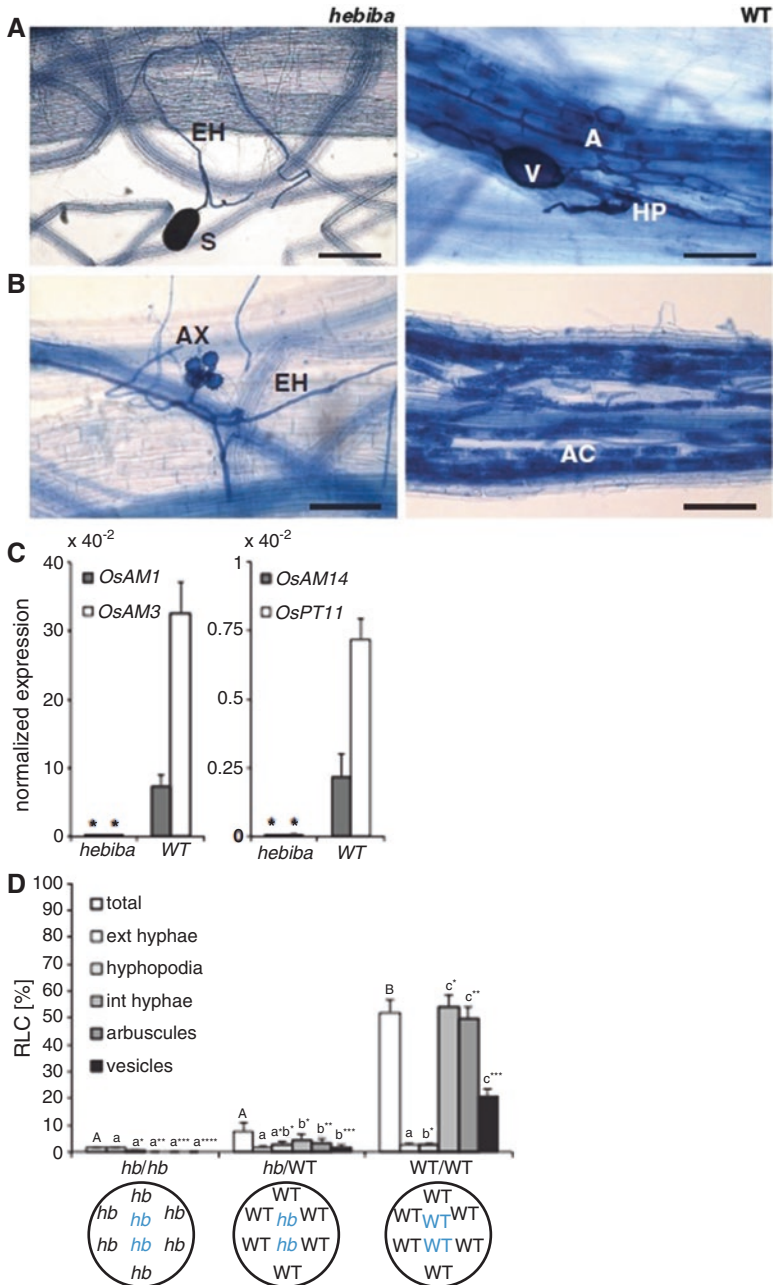 hebiba WT
A
EH
S
A
V
HP
B
AX
EH
AC
C
x 40-2
x 40-2
normalized expression
40
30
20
10
0
OsAM1
OsAM3
* *
hebiba WT
1
0.75
0.5
0.25
0
OsAM14
OsPT11
* *
hebiba WT
D
RLC [%]
100
90
80
70
60
50
40
30
20
10
0
total
ext hyphae
hyphopodia
int hyphae
arbuscules
vesicles
A a a* a** a*** a****
A a a*b* b* b** b***
B a b* c* c** c***
hb/hb hb/WT WT/WT
hb
hb hb
hb
hb hb
hb
hb
WT
WT WT
hb
WT WT
hb
WT
WT
WT WT
WT
WT WT
WT
WT